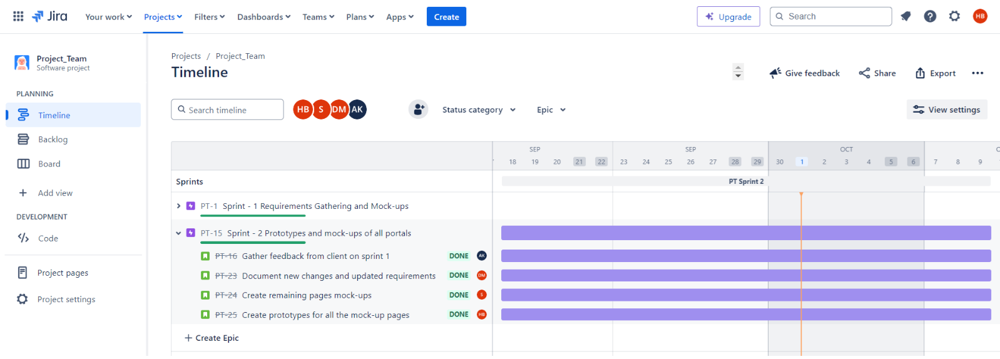 Jira Your work Projects Filters Dashboards Teams Plans Apps Create Upgrade Search HB
Project_Team
Software project
PLANNING
Timeline
Backlog
Board
Add view
DEVELOPMENT
Code
Project pages
Project settings
Projects / Project_Team
Timeline
Give feedback Share Export
Search timeline HB S DM AK Status category Epic View settings
SEP SEP OCT
18 19 20 21 22 23 24 25 26 27 28 29 30 1 2 3 4 5 6 7 8 9
Sprints PT Sprint 2
PT-1 Sprint - 1 Requirements Gathering and Mock-ups
PT-15 Sprint - 2 Prototypes and mock-ups of all portals
PT-16 Gather feedback from client on sprint 1 DONE AK
PT-23 Document new changes and updated requirements DONE DM
PT-24 Create remaining pages mock-ups DONE S
PT-25 Create prototypes for all the mock-up pages DONE HB
+ Create Epic